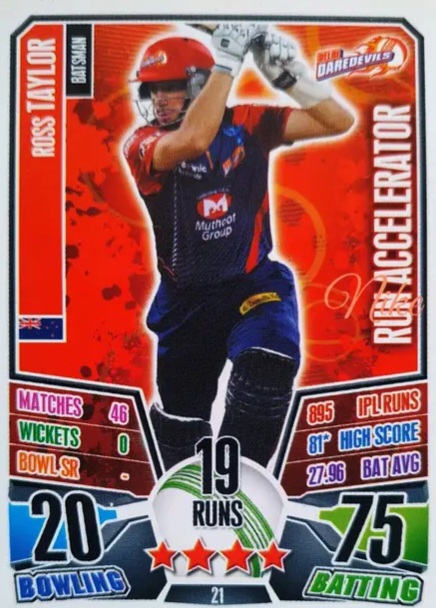 ROSS TAYLOR
BATSMAN
DELHI
DAREDEVILS
RUN ACCELERATOR
Nike
Muthoot
Group
MATCHES 46
WICKETS 0
BOWL SR -
895 IPL RUNS
81* HIGH SCORE
27.96 BAT AVG
19
RUNS
20
BOWLING
75
BATTING
21